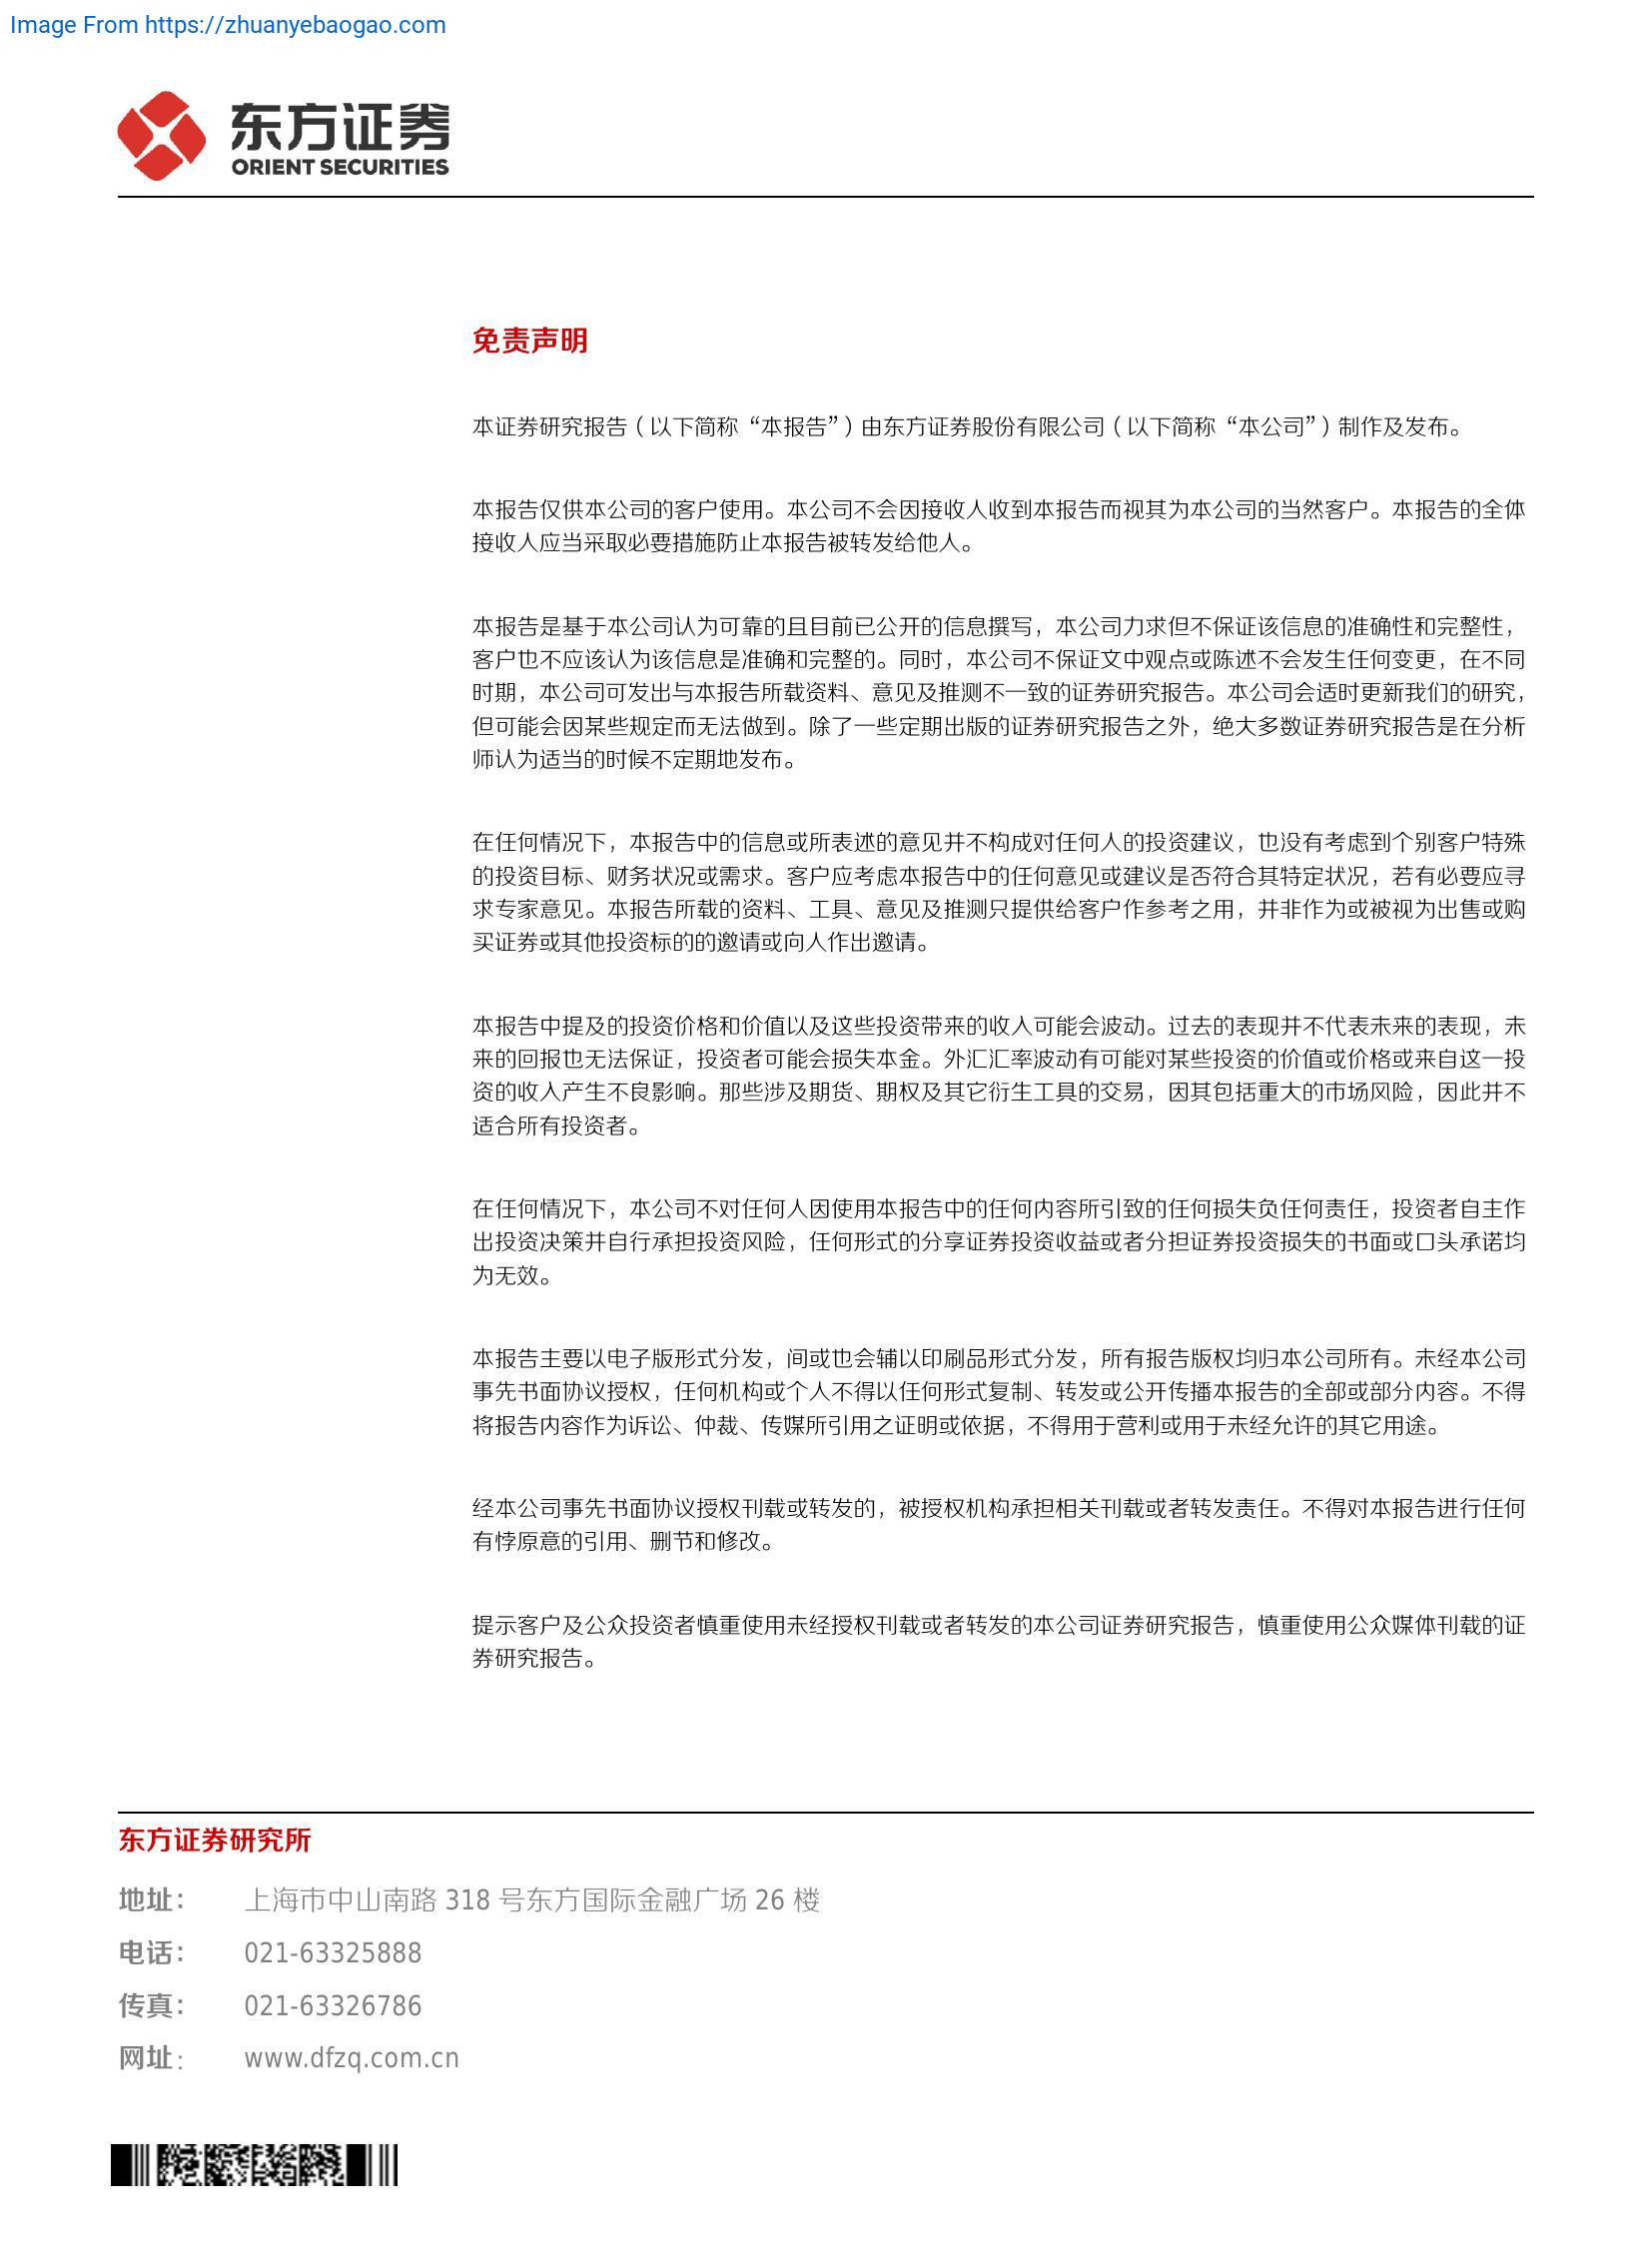 Image From https://zhuanyebaogao.com
东方证券
ORIENT SECURITIES
免责声明
本证券研究报告（以下简称“本报告”）由东方证券股份有限公司（以下简称“本公司”）制作及发布。
本报告仅供本公司的客户使用。本公司不会因接收人收到本报告而视其为本公司的当然客户。本报告的全体
接收人应当采取必要措施防止本报告被转发给他人。
本报告是基于本公司认为可靠的且目前已公开的信息撰写，本公司力求但不保证该信息的准确性和完整性，
客户也不应该认为该信息是准确和完整的。同时，本公司不保证文中观点或陈述不会发生任何变更，在不同
时期，本公司可发出与本报告所载资料、意见及推测不一致的证券研究报告。本公司会适时更新我们的研究，
但可能会因某些规定而无法做到。除了一些定期出版的证券研究报告之外，绝大多数证券研究报告是在分析
师认为适当的时候不定期地发布。
在任何情况下，本报告中的信息或所表述的意见并不构成对任何人的投资建议，也没有考虑到个别客户特殊
的投资目标、财务状况或需求。客户应考虑本报告中的任何意见或建议是否符合其特定状况，若有必要应寻
求专家意见。本报告所载的资料、工具、意见及推测只提供给客户作参考之用，并非作为或被视为出售或购
买证券或其他投资标的的邀请或向人作出邀请。
本报告中提及的投资价格和价值以及这些投资带来的收入可能会波动。过去的表现并不代表未来的表现，未
来的回报也无法保证，投资者可能会损失本金。外汇汇率波动有可能对某些投资的价值或价格或来自这一投
资的收入产生不良影响。那些涉及期货、期权及其它衍生工具的交易，因其包括重大的市场风险，因此并不
适合所有投资者。
在任何情况下，本公司不对任何人因使用本报告中的任何内容所引致的任何损失负任何责任，投资者自主作
出投资决策并自行承担投资风险，任何形式的分享证券投资收益或者分担证券投资损失的书面或口头承诺均
为无效。
本报告主要以电子版形式分发，间或也会辅以印刷品形式分发，所有报告版权均归本公司所有。未经本公司
事先书面协议授权，任何机构或个人不得以任何形式复制、转发或公开传播本报告的全部或部分内容。不得
将报告内容作为诉讼、仲裁、传媒所引用之证明或依据，不得用于营利或用于未经允许的其它用途。
经本公司事先书面协议授权刊载或转发的，被授权机构承担相关刊载或者转发责任。不得对本报告进行任何
有悖原意的引用、删节和修改。
提示客户及公众投资者慎重使用未经授权刊载或者转发的本公司证券研究报告，慎重使用公众媒体刊载的证
券研究报告。
东方证券研究所
地址： 上海市中山南路 318 号东方国际金融广场 26 楼
电话： 021-63325888
传真： 021-63326786
网址： www.dfzq.com.cn